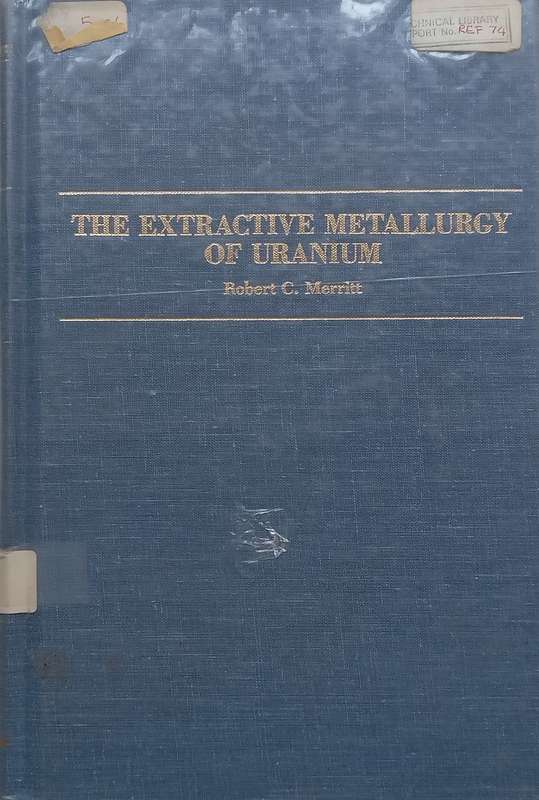 CHNICAL LIBRARY
PORT No. REF 74
THE EXTRACTIVE METALLURGY
OF URANIUM
Robert C. Merritt